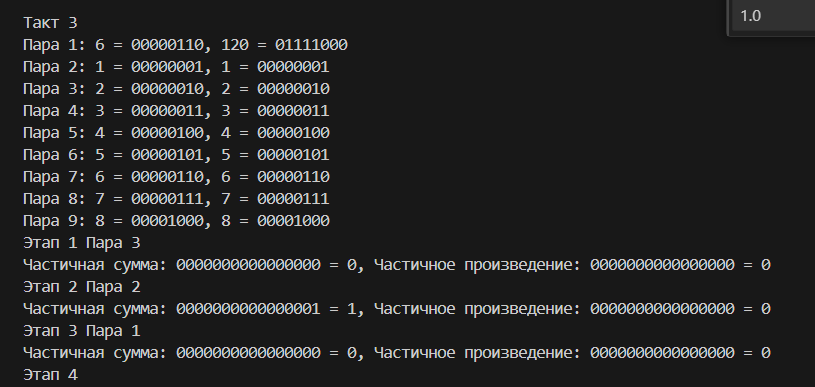 1.0
Такт 3
Пара 1: 6 = 00000110, 120 = 01111000
Пара 2: 1 = 00000001, 1 = 00000001
Пара 3: 2 = 00000010, 2 = 00000010
Пара 4: 3 = 00000011, 3 = 00000011
Пара 5: 4 = 00000100, 4 = 00000100
Пара 6: 5 = 00000101, 5 = 00000101
Пара 7: 6 = 00000110, 6 = 00000110
Пара 8: 7 = 00000111, 7 = 00000111
Пара 9: 8 = 00001000, 8 = 00001000
Этап 1 Пара 3
Частичная сумма: 0000000000000000 = 0, Частичное произведение: 0000000000000000 = 0
Этап 2 Пара 2
Частичная сумма: 0000000000000001 = 1, Частичное произведение: 0000000000000000 = 0
Этап 3 Пара 1
Частичная сумма: 0000000000000000 = 0, Частичное произведение: 0000000000000000 = 0
Этап 4